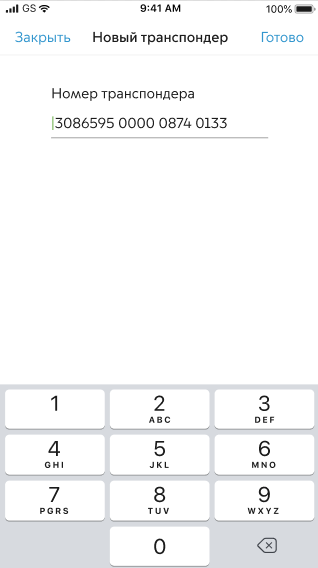 GS 9:41 AM 100%
Закрыть Новый транспондер Готово
Номер транспондера
3086595 0000 0874 0133
1 2 3
ABC DEF
4 5 6
GHI JKL MNO
7 8 9
PQRS TUV WXYZ
0